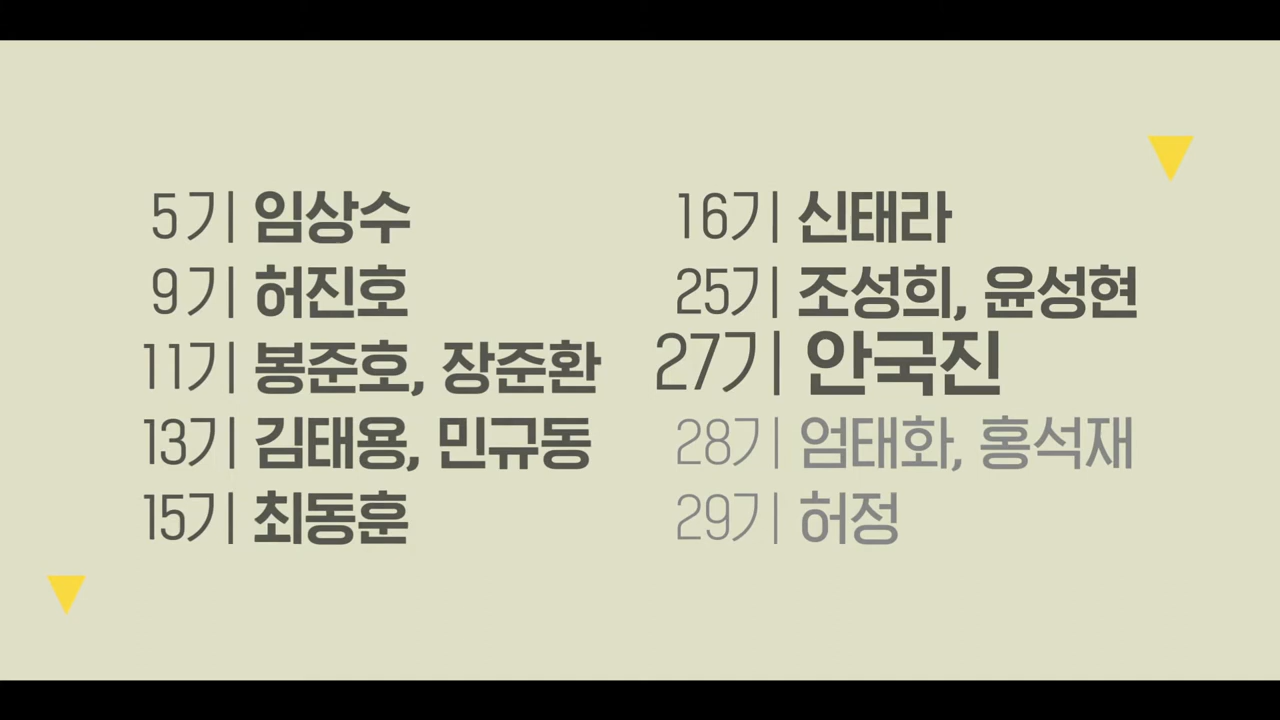 5기| 임상수
9기| 허진호
11기| 봉준호, 장준환
13기| 김태용, 민규동
15기| 최동훈
16기| 신태라
25기| 조성희, 윤성현
27기| 안국진
28기| 엄태화, 홍석재
29기| 허정